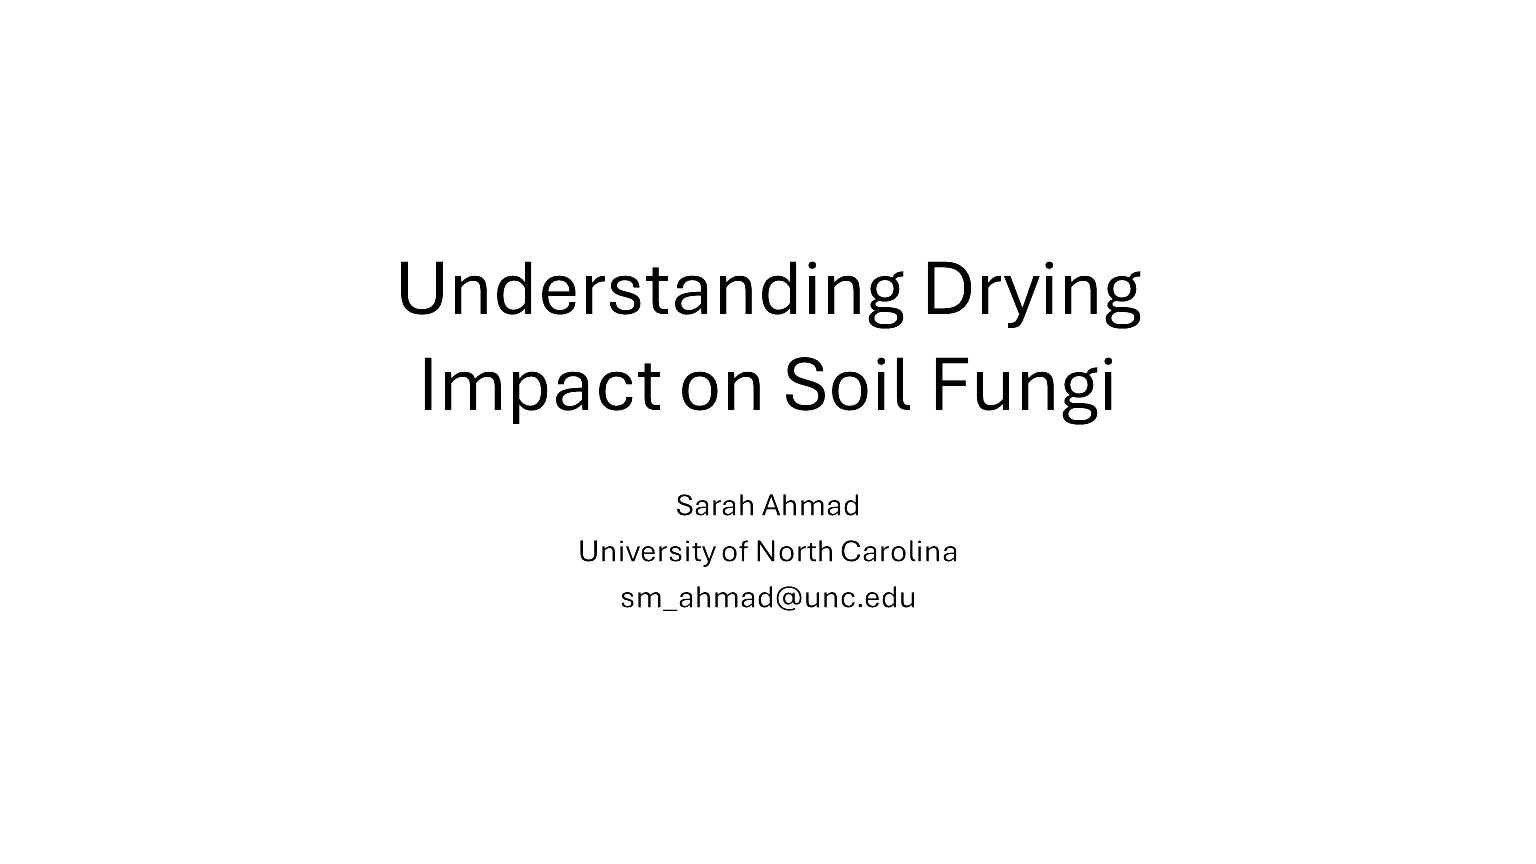 Understanding Drying
Impact on Soil Fungi
Sarah Ahmad
University of North Carolina
sm_ahmad@unc.edu